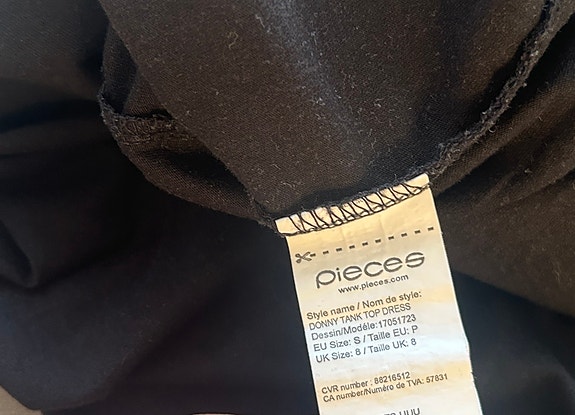 pieces
www.pieces.com
Style name / Nom de style:
DONNY TANK TOP DRESS
Dessin/Modéle:17051723
EU Size: S / Taille EU: P
UK Size: 8 / Taille UK: 8
CVR number : 88216512
CA number/Numéro de TVA: 57831